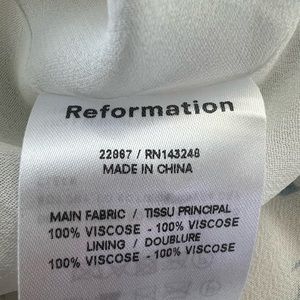 Reformation
22867 / RN143248
MADE IN CHINA
MAIN FABRIC / TISSU PRINCIPAL
100% VISCOSE - 100% VISCOSE
LINING / DOUBLURE
100% VISCOSE - 100% VISCOSE